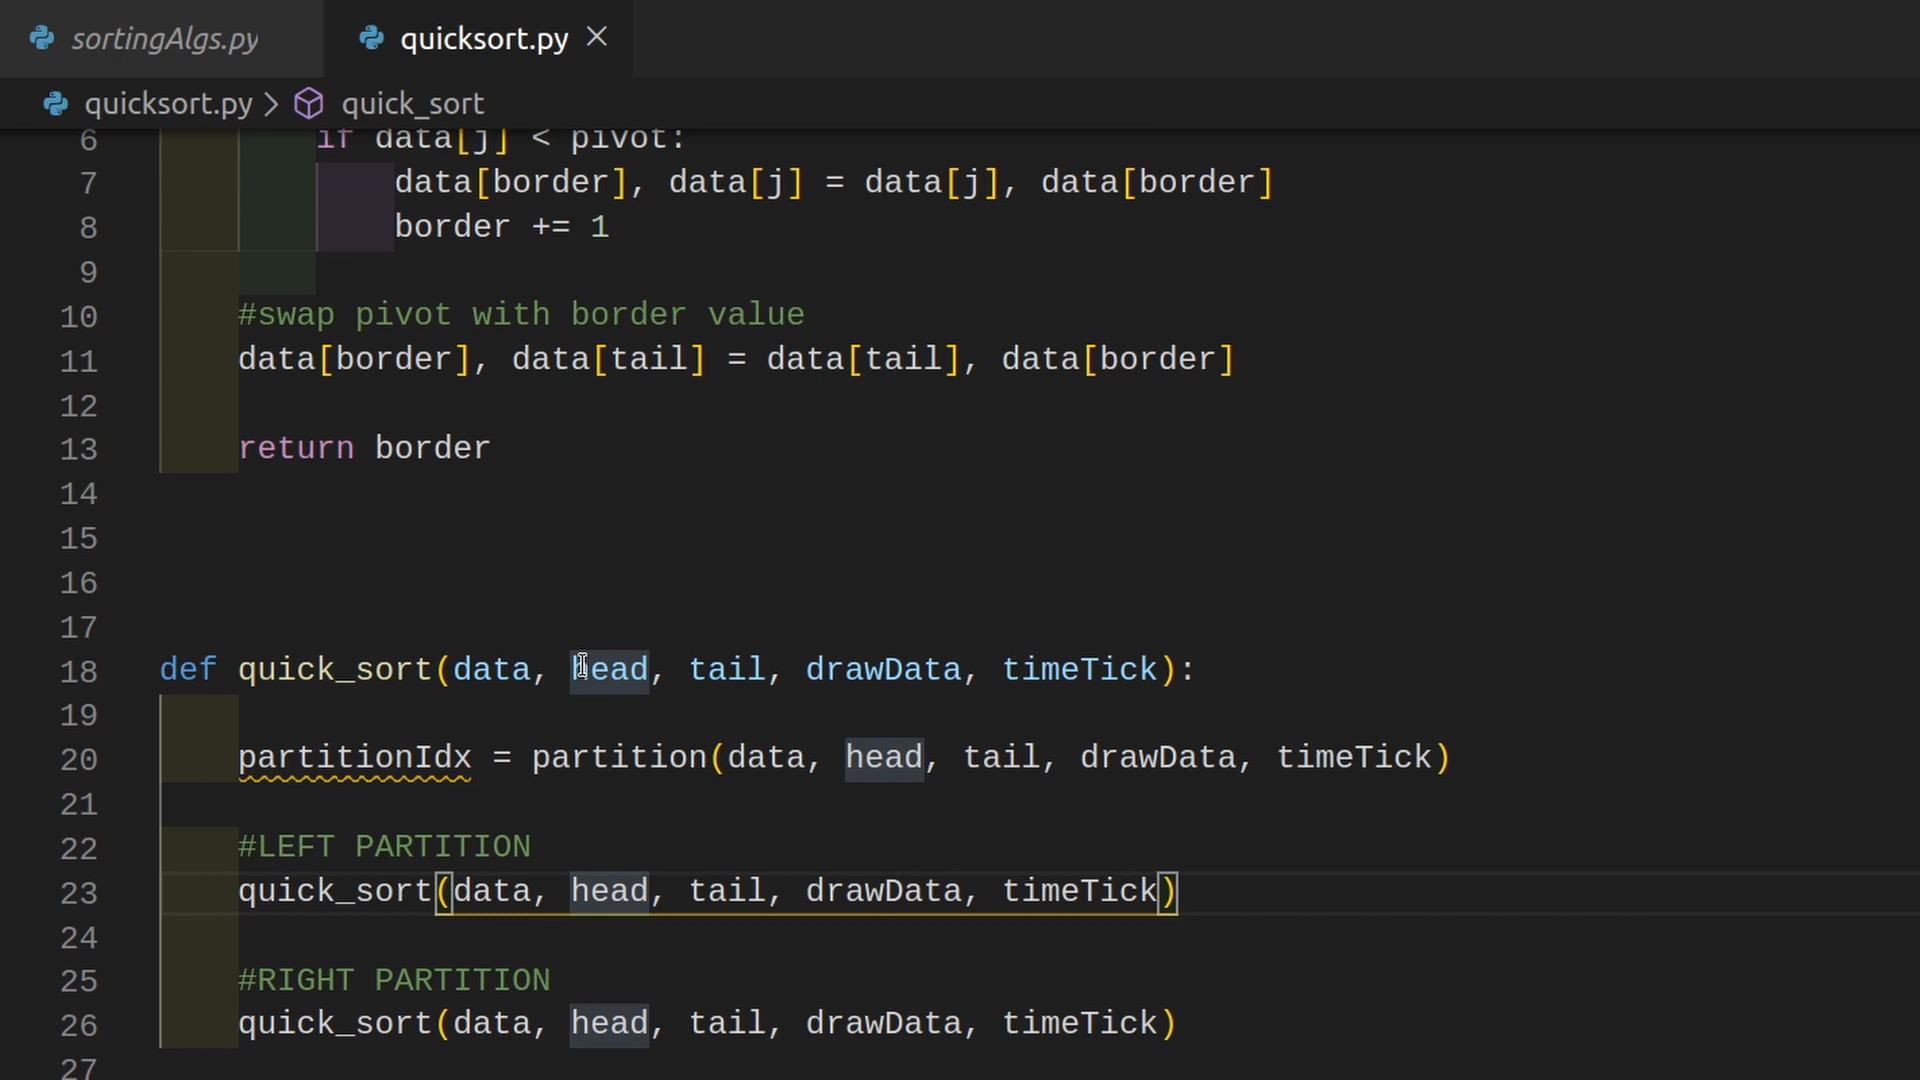 sortingAlgs.py quicksort.py
quicksort.py > quick_sort
6 if data[j] < pivot:
7 data[border], data[j] = data[j], data[border]
8 border += 1
9
10 #swap pivot with border value
11 data[border], data[tail] = data[tail], data[border]
12
13 return border
14
15
16
17
18 def quick_sort(data, head, tail, drawData, timeTick):
19
20 partitionIdx = partition(data, head, tail, drawData, timeTick)
21
22 #LEFT PARTITION
23 quick_sort(data, head, tail, drawData, timeTick)
24
25 #RIGHT PARTITION
26 quick_sort(data, head, tail, drawData, timeTick)
27